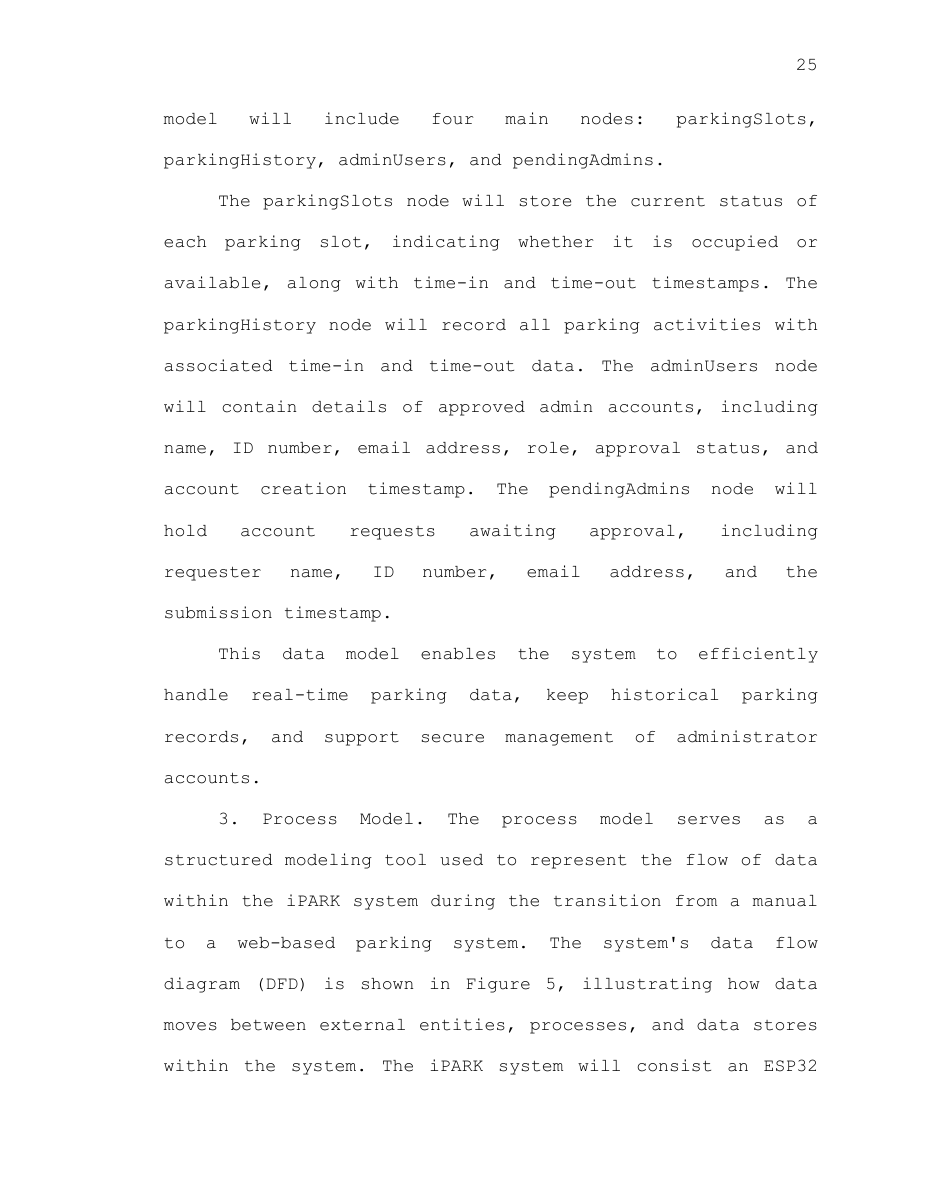 25
model will include four main nodes: parkingSlots,
parkingHistory, adminUsers, and pendingAdmins.
The parkingSlots node will store the current status of
each parking slot, indicating whether it is occupied or
available, along with time-in and time-out timestamps. The
parkingHistory node will record all parking activities with
associated time-in and time-out data. The adminUsers node
will contain details of approved admin accounts, including
name, ID number, email address, role, approval status, and
account creation timestamp. The pendingAdmins node will
hold account requests awaiting approval, including
requester name, ID number, email address, and the
submission timestamp.
This data model enables the system to efficiently
handle real-time parking data, keep historical parking
records, and support secure management of administrator
accounts.
3. Process Model. The process model serves as a
structured modeling tool used to represent the flow of data
within the iPARK system during the transition from a manual
to a web-based parking system. The system's data flow
diagram (DFD) is shown in Figure 5, illustrating how data
moves between external entities, processes, and data stores
within the system. The iPARK system will consist an ESP32